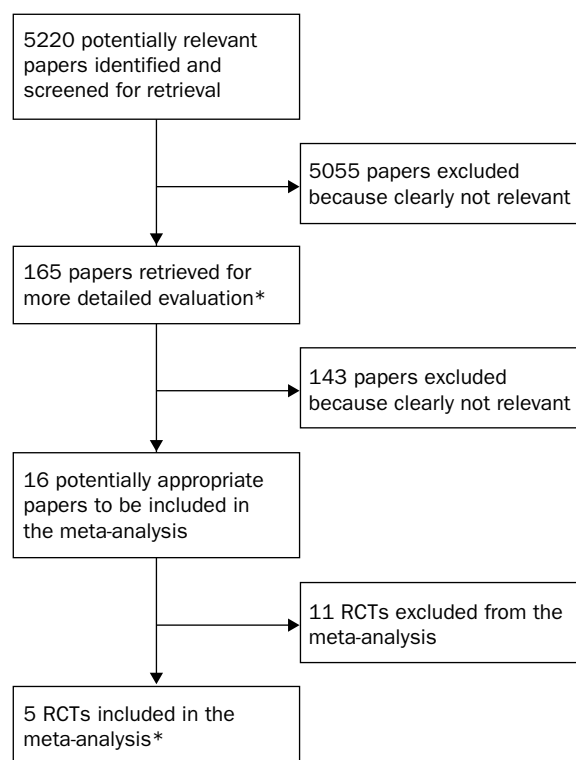 5220 potentially relevant
papers identified and
screened for retrieval
5055 papers excluded
because clearly not relevant
165 papers retrieved for
more detailed evaluation*
143 papers excluded
because clearly not relevant
16 potentially appropriate
papers to be included in
the meta-analysis
11 RCTs excluded from the
meta-analysis
5 RCTs included in the
meta-analysis*